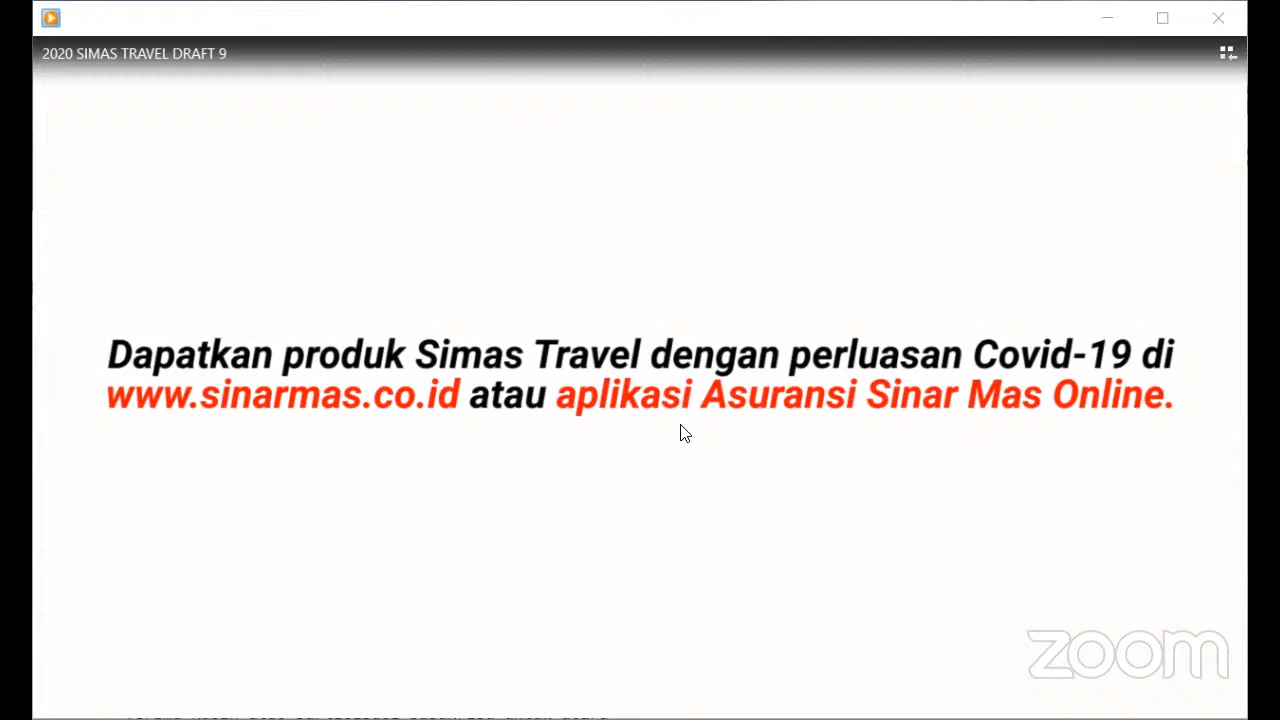 2020 SIMAS TRAVEL DRAFT 9
Dapatkan produk Simas Travel dengan perluasan Covid-19 di
www.sinarmas.co.id atau aplikasi Asuransi Sinar Mas Online.
zoom